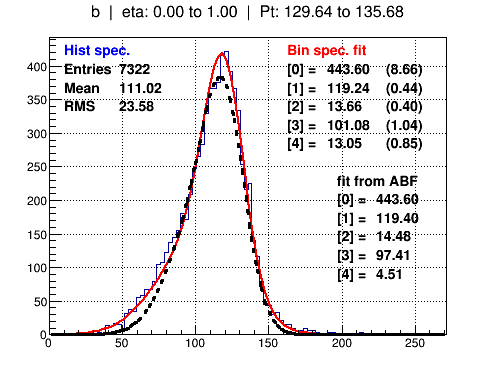 b | eta: 0.00 to 1.00 | Pt: 129.64 to 135.68
Hist spec.
Entries 7322
Mean 111.02
RMS 23.58
Bin spec. fit
[0] = 443.60 (8.66)
[1] = 119.24 (0.44)
[2] = 13.66 (0.40)
[3] = 101.08 (1.04)
[4] = 13.05 (0.85)
fit from ABF
[0] = 443.60
[1] = 119.40
[2] = 14.48
[3] = 97.41
[4] = 4.51
400
350
300
250
200
150
100
50
0
0 50 100 150 200 250